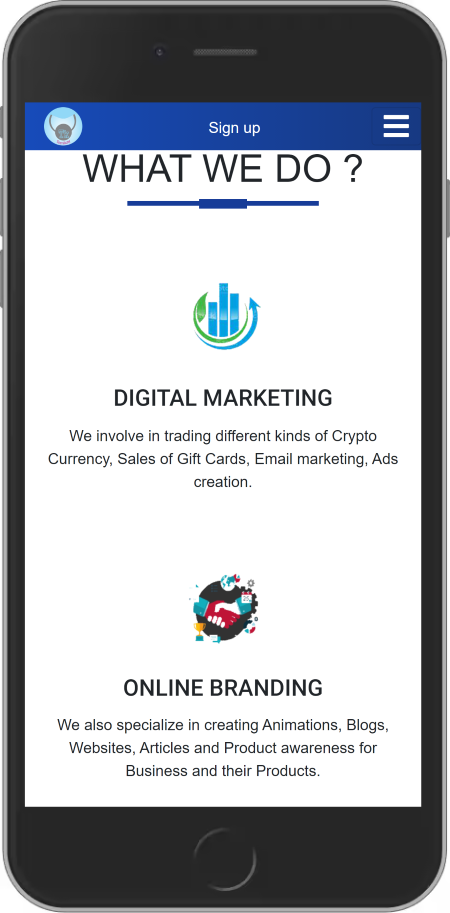 Sign up
WHAT WE DO ?
DIGITAL MARKETING
We involve in trading different kinds of Crypto
Currency, Sales of Gift Cards, Email marketing, Ads
creation.
ONLINE BRANDING
We also specialize in creating Animations, Blogs,
Websites, Articles and Product awareness for
Business and their Products.